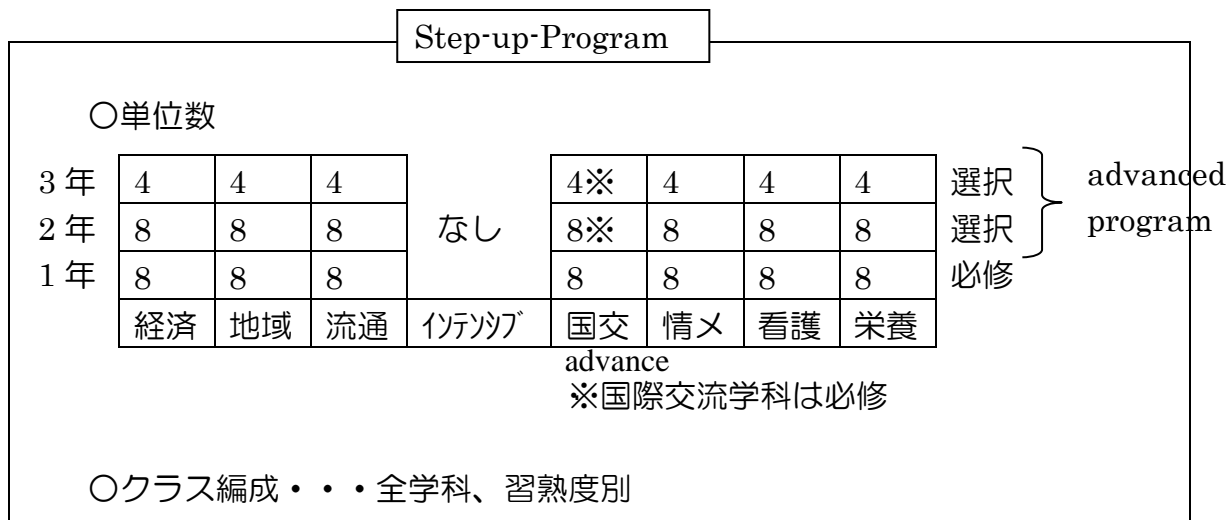 Step-up-Program
○単位数
3年 4 4 4 4※ 4 4 4 選択 advanced
2年 8 8 8 なし 8※ 8 8 8 選択 program
1年 8 8 8 8 8 8 8 必修
経済 地域 流通 ｲﾝﾃﾝｼﾌﾞ 国交 情メ 看護 栄養
advance
※国際交流学科は必修
○クラス編成・・・全学科、習熟度別